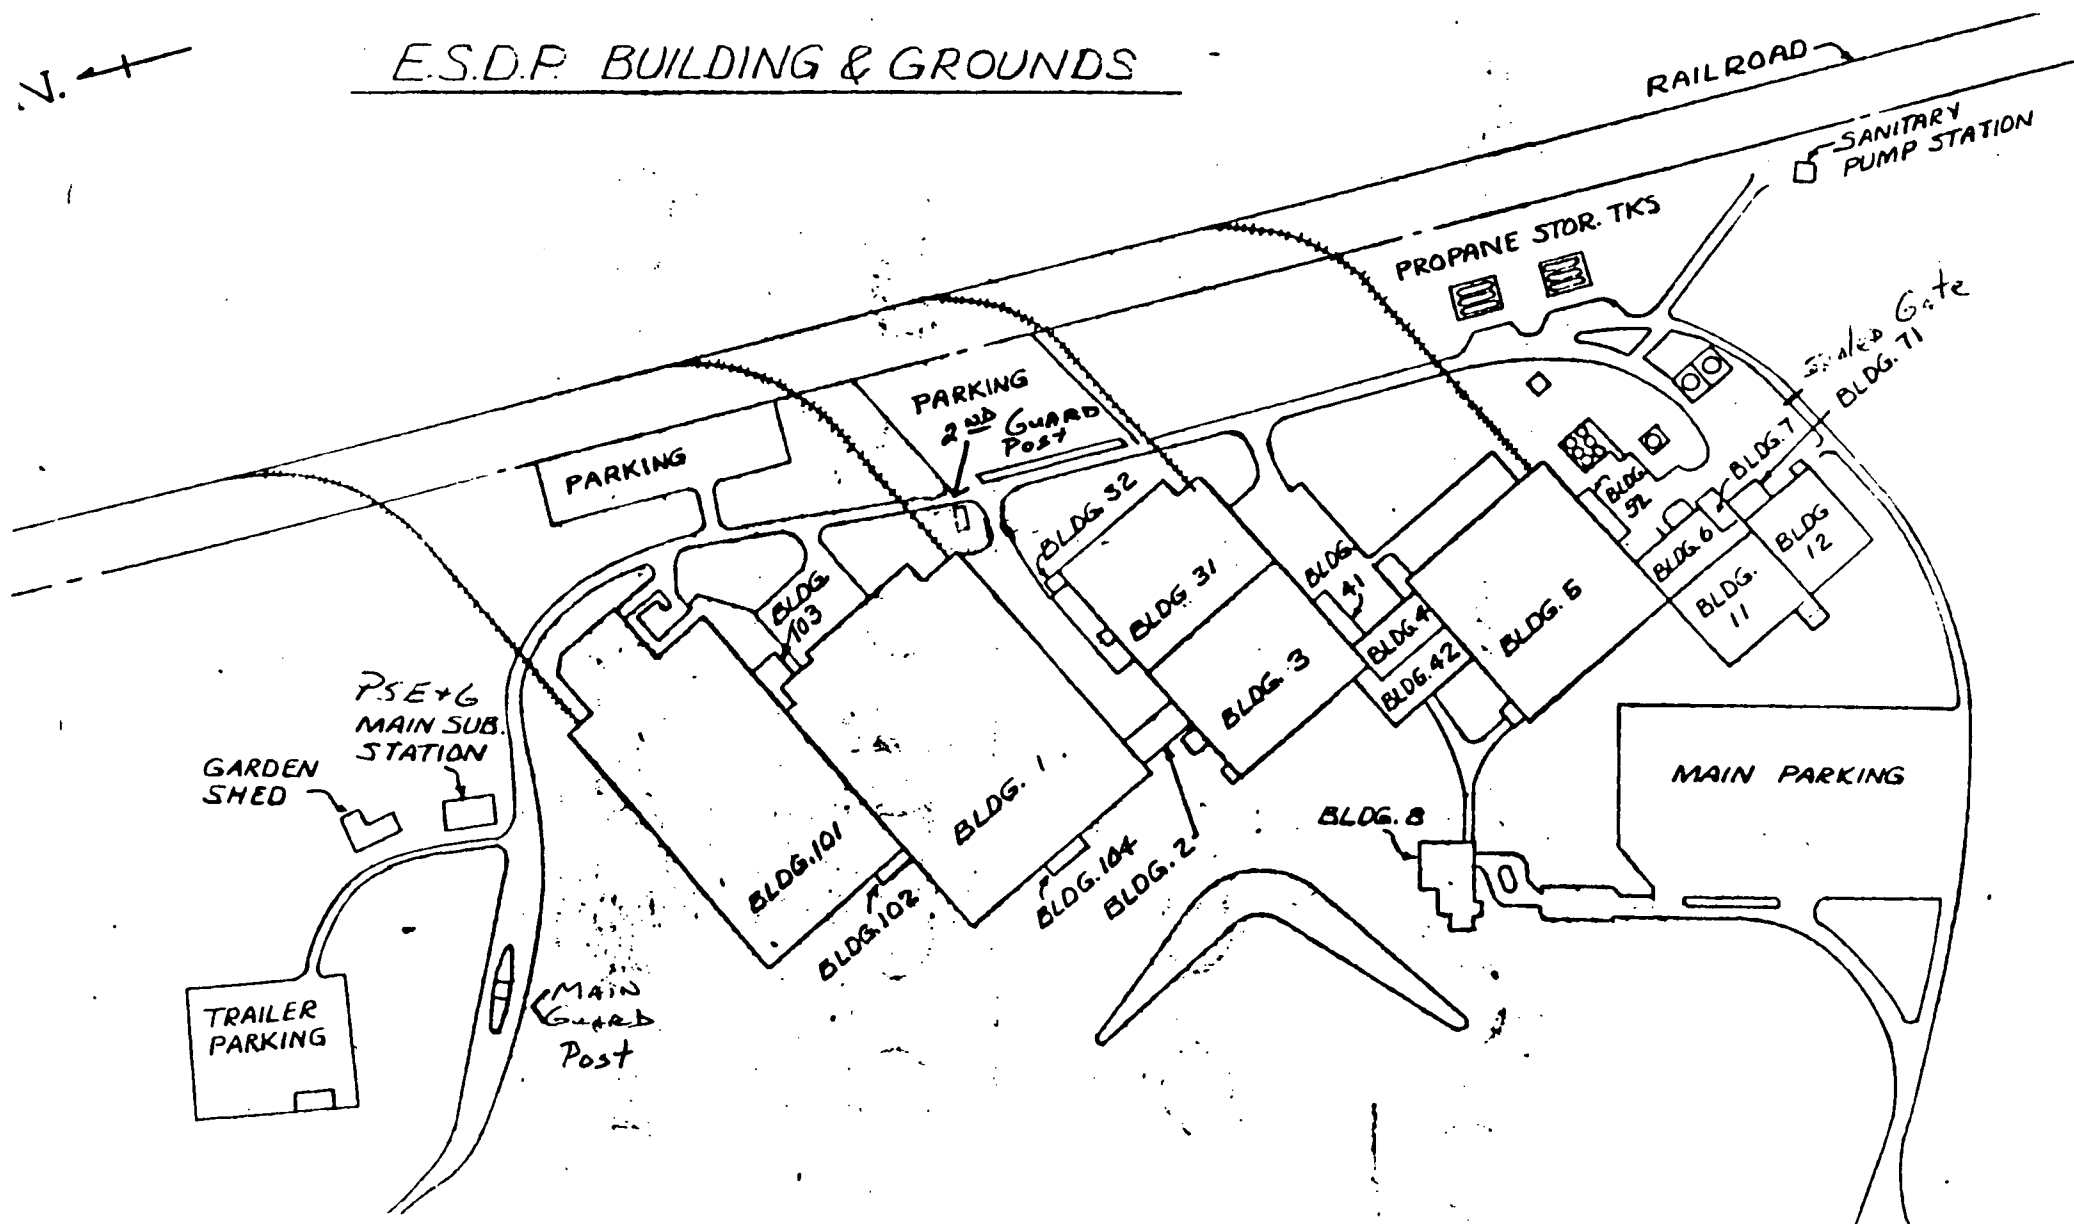 E.S.D.P. BUILDING & GROUNDS
N.
RAILROAD
SANITARY
PUMP STATION
PROPANE STOR. TKS
Gate
BLDG. 71
PARKING
2ND GUARD
POST
PARKING
BLDG. 32
BLDG. 7
BLDG
52
BLDG. 6
BLDG
12
BLDG.
11
BLDG
103
BLDG. 31
BLDG.
41
BLDG. 4
BLDG. 42
BLDG. 5
BLDG. 3
PSE&G
MAIN SUB.
STATION
GARDEN
SHED
BLDG. 1
BLDG. 101
BLDG. 102
BLDG. 104
BLDG. 2
BLDG. 8
MAIN PARKING
TRAILER
PARKING
MAIN
GUARD
Post